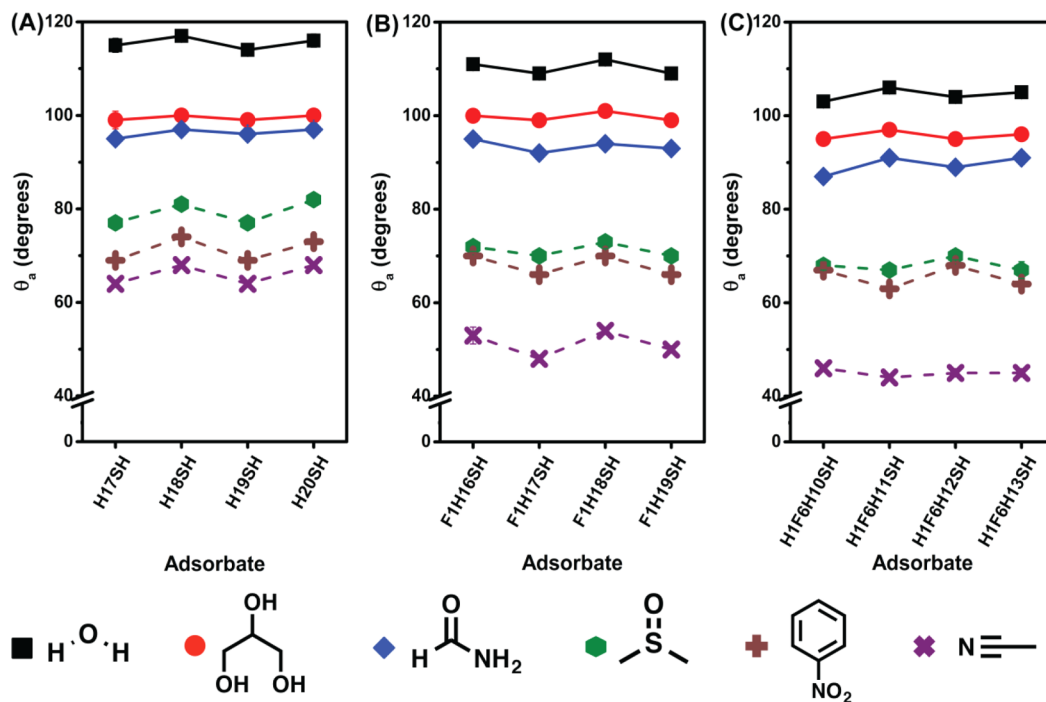 (A)
120
100
80
60
40
0
θa (degrees)
H17SH
H18SH
H19SH
H20SH
Adsorbate
(B)
120
100
80
60
40
0
θa (degrees)
F1H16SH
F1H17SH
F1H18SH
F1H19SH
Adsorbate
(C)
120
100
80
60
40
0
θa (degrees)
H1F6H10SH
H1F6H11SH
H1F6H12SH
H1F6H13SH
Adsorbate
H O H
OH
OH OH
O
H NH2
O
S
NO2
N